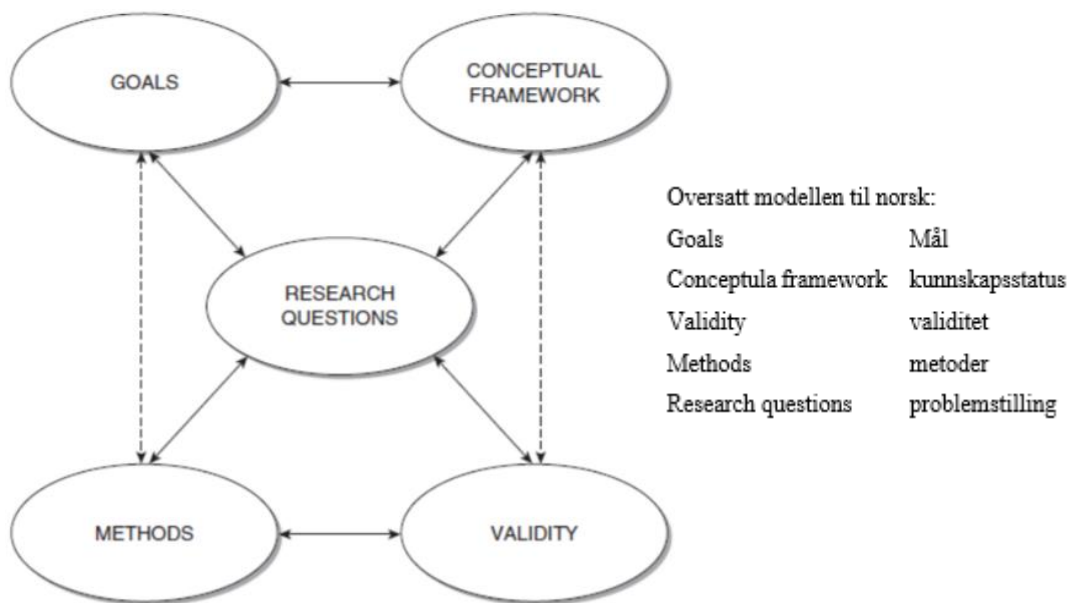 GOALS
CONCEPTUAL
FRAMEWORK
RESEARCH
QUESTIONS
METHODS
VALIDITY
Oversatt modellen til norsk:
Goals Mål
Conceptula framework kunnskapsstatus
Validity validitet
Methods metoder
Research questions problemstilling